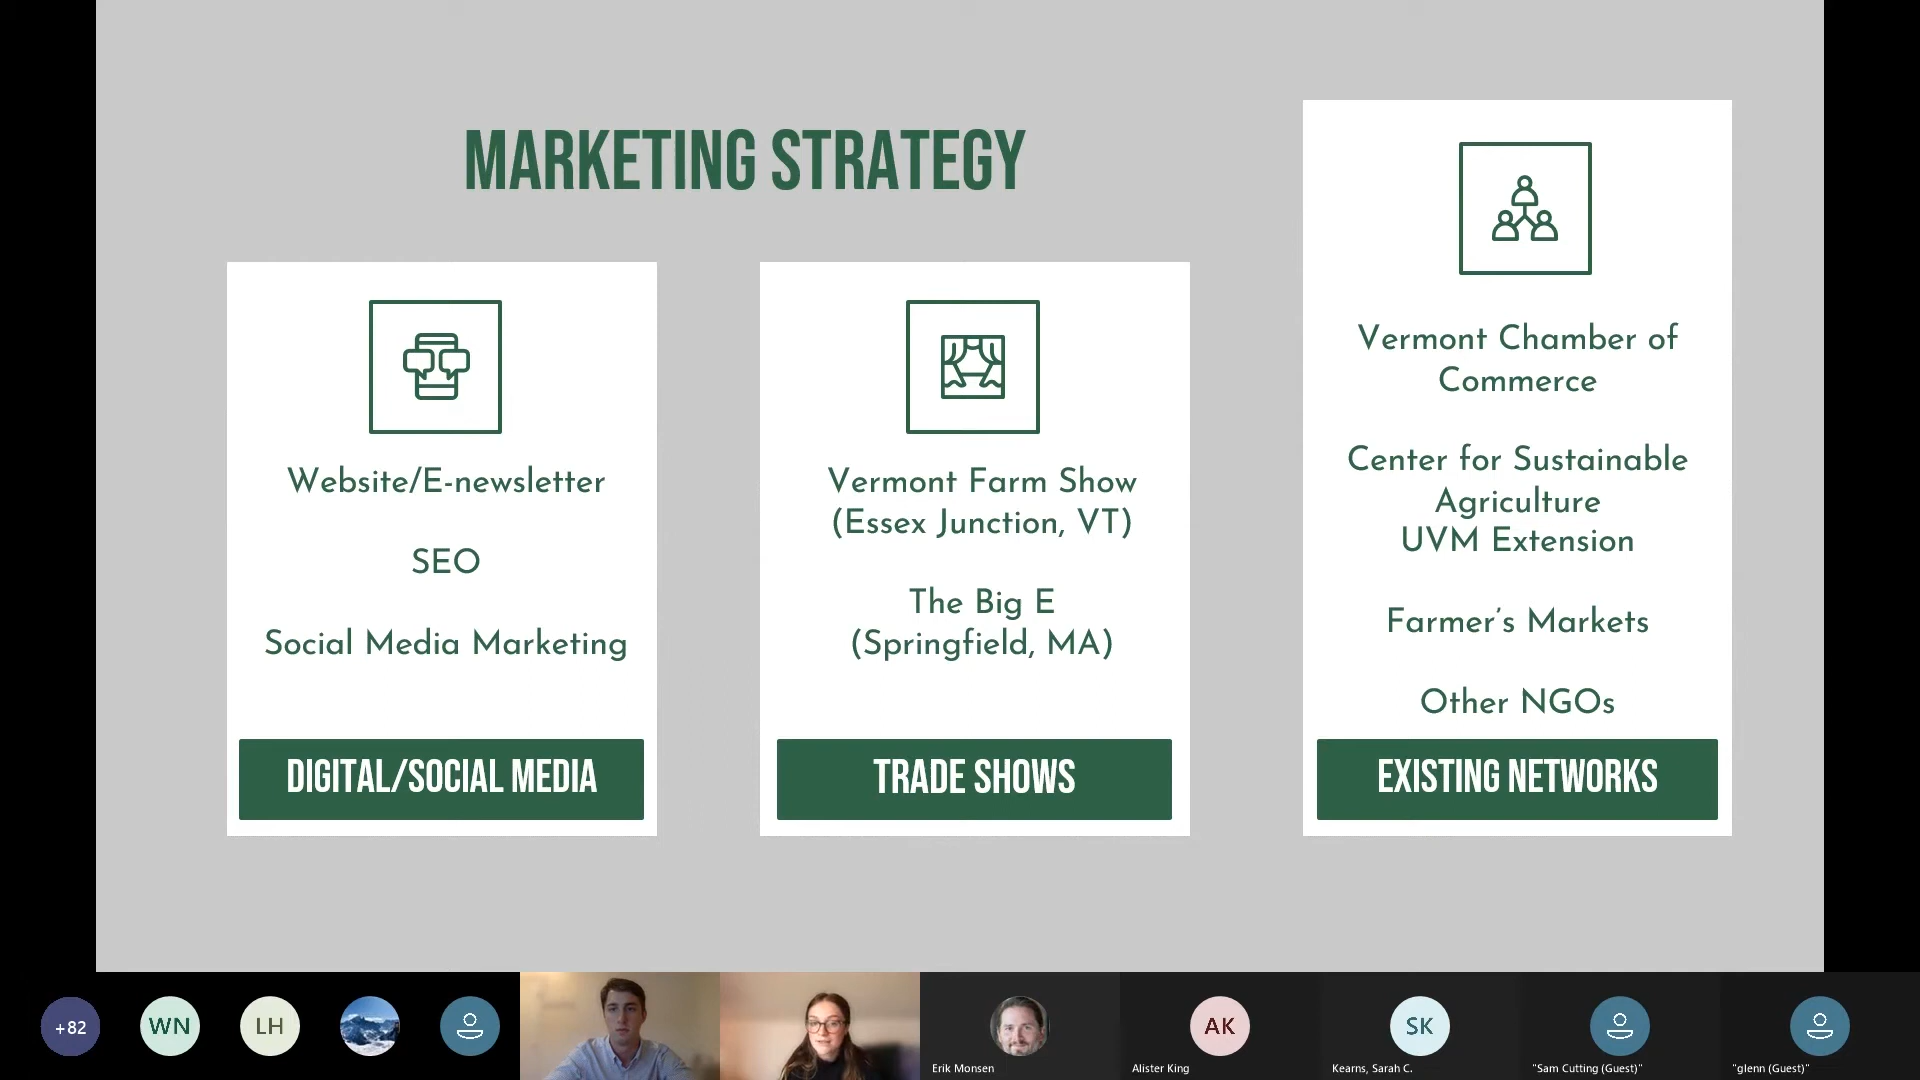 MARKETING STRATEGY
Website/E-newsletter
SEO
Social Media Marketing
DIGITAL/SOCIAL MEDIA
Vermont Farm Show
(Essex Junction, VT)
The Big E
(Springfield, MA)
TRADE SHOWS
Vermont Chamber of
Commerce
Center for Sustainable
Agriculture
UVM Extension
Farmer's Markets
Other NGOs
EXISTING NETWORKS
+82
WN
LH
Erik Monsen
AK
Alister King
SK
Kearns, Sarah C.
"Sam Cutting (Guest)"
"glenn (Guest)"